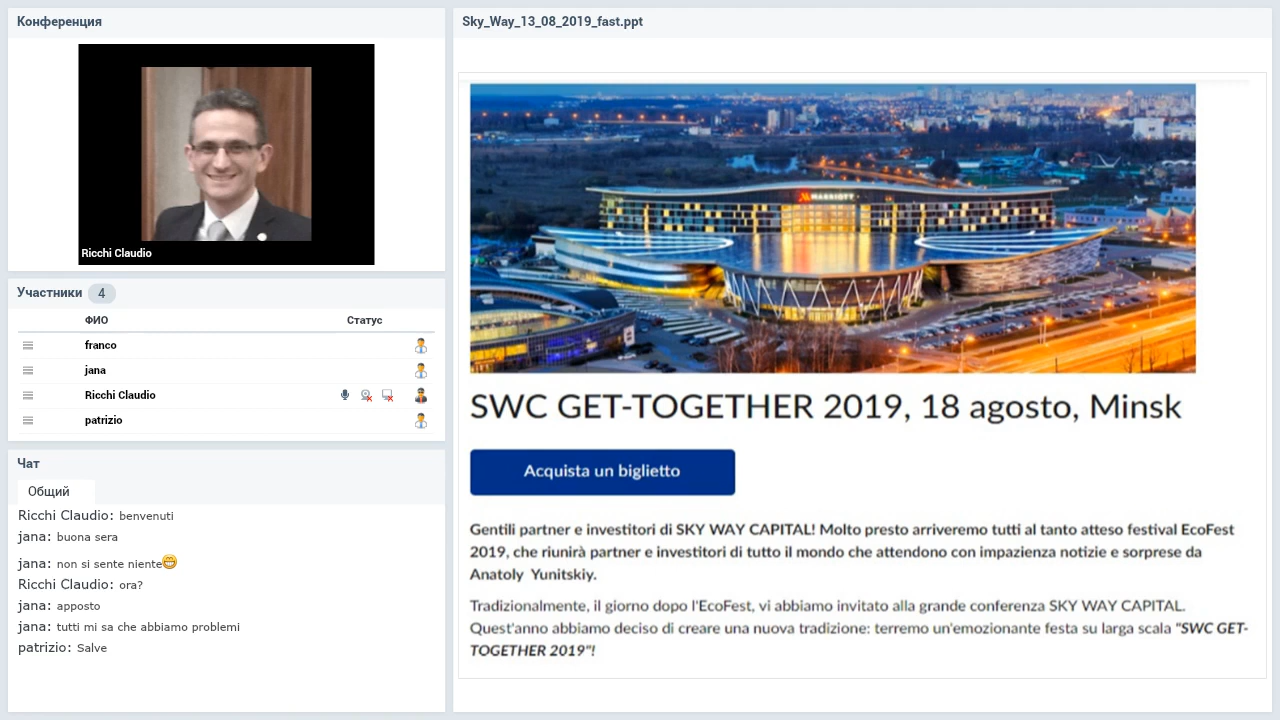 Конференция
Ricchi Claudio
Участники 4
ФИО Статус
franco
jana
Ricchi Claudio
patrizio
Чат
Общий
Ricchi Claudio: benvenuti
jana: buona sera
jana: non si sente niente
Ricchi Claudio: ora?
jana: apposto
jana: tutti mi sa che abbiamo problemi
patrizio: Salve
Sky_Way_13_08_2019_fast.ppt
MARRIOTT
SWC GET-TOGETHER 2019, 18 agosto, Minsk
Acquista un biglietto
Gentili partner e investitori di SKY WAY CAPITAL! Molto presto arriveremo tutti al tanto atteso festival EcoFest
2019, che riunirà partner e investitori di tutto il mondo che attendono con impazienza notizie e sorprese da
Anatoly Yunitskiy.
Tradizionalmente, il giorno dopo l'EcoFest, vi abbiamo invitato alla grande conferenza SKY WAY CAPITAL.
Quest'anno abbiamo deciso di creare una nuova tradizione: terremo un'emozionante festa su larga scala "SWC GET-
TOGETHER 2019"!